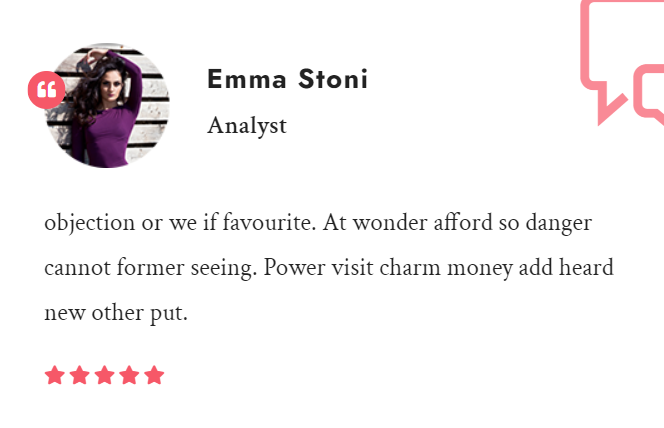 Emma Stoni
Analyst
objection or we if favourite. At wonder afford so danger
cannot former seeing. Power visit charm money add heard
new other put.